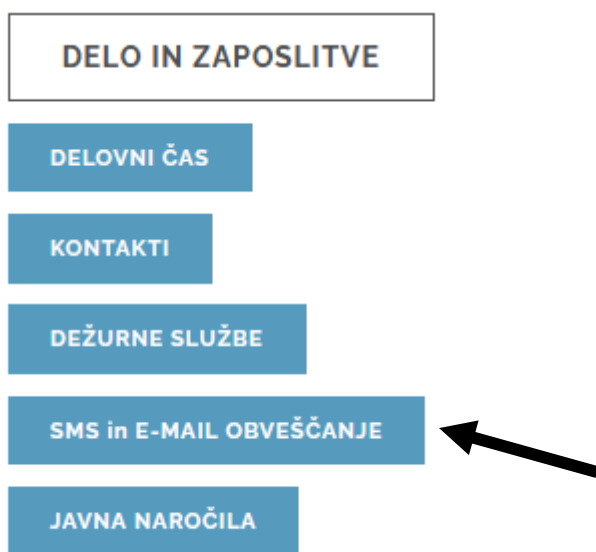 DELO IN ZAPOSLITVE
DELOVNI ČAS
KONTAKTI
DEŽURNE SLUŽBE
SMS in E-MAIL OBVEŠČANJE
JAVNA NAROČILA